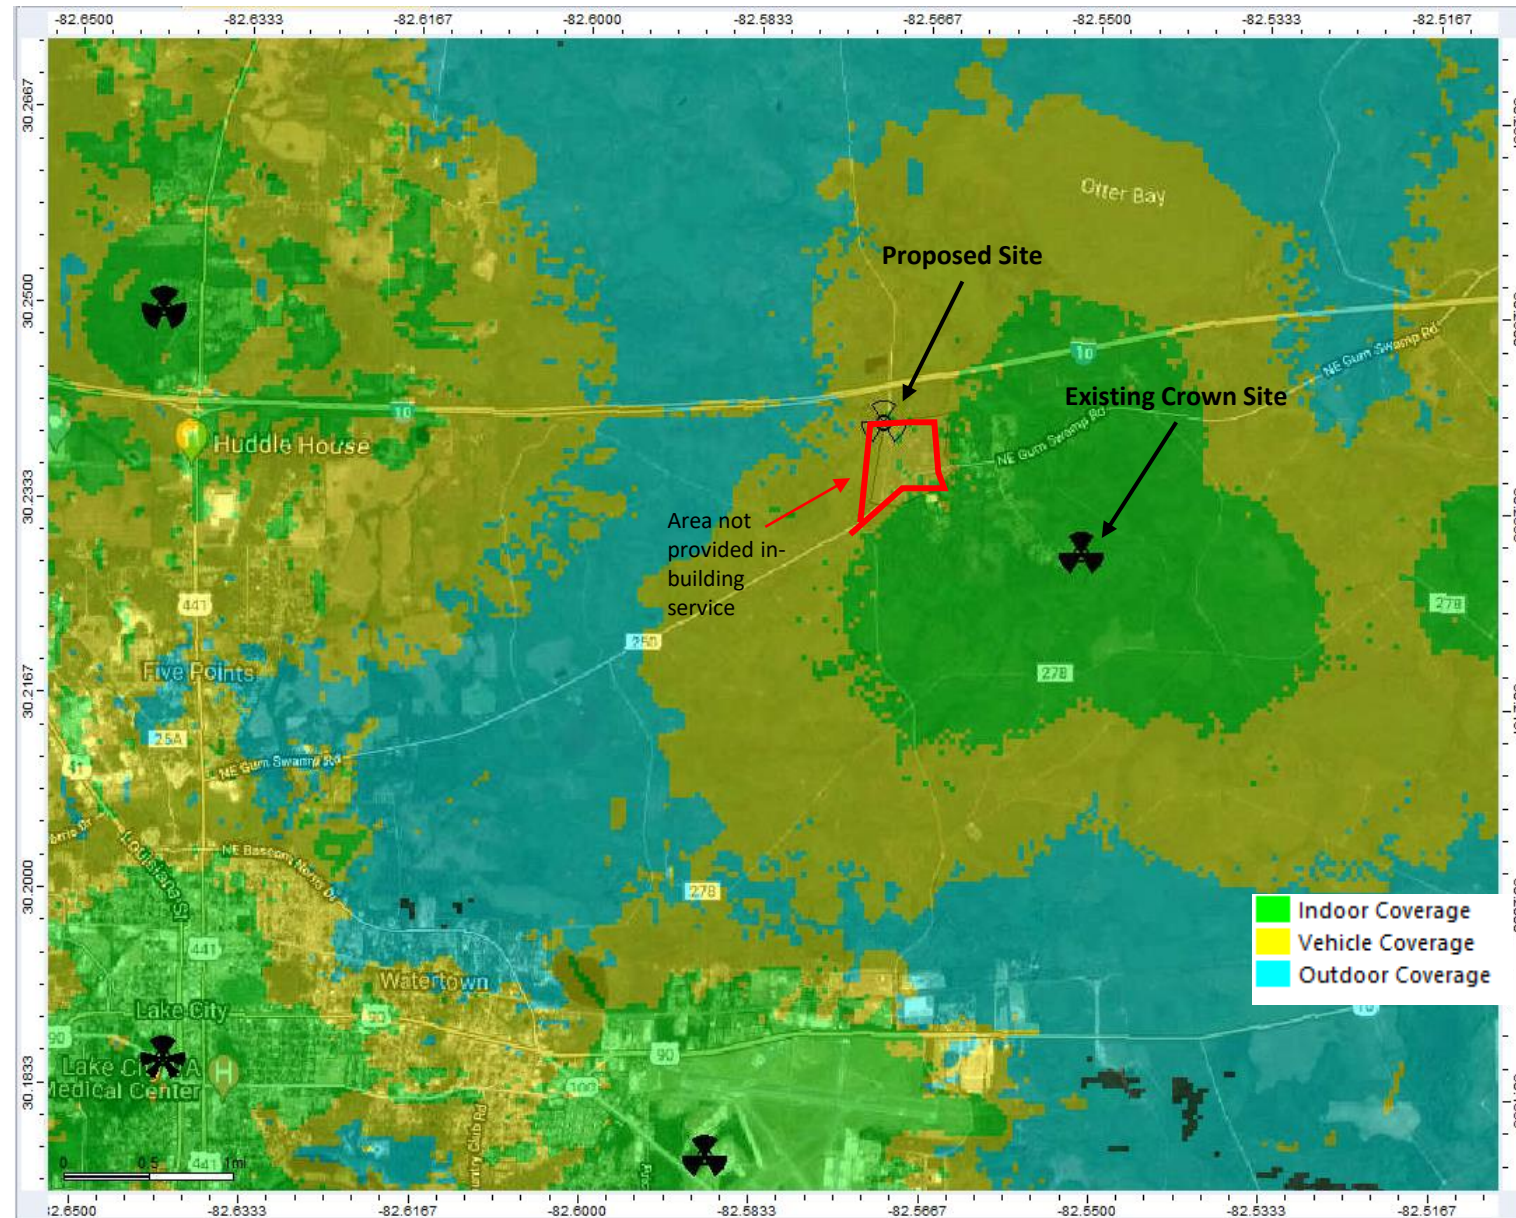 -82.6500 -82.6333 -82.6167 -82.6000 -82.5833 -82.5667 -82.5500 -82.5333 -82.5167
30.2667
30.2500
30.2333
30.2167
30.2000
30.1833
Otter Bay
Proposed Site
10
NE Gum Swamp Rd
Existing Crown Site
10
NE Gum Swamp Rd
Huddle House
Area not
provided in-
building
service
441
250
278
278
Five Points
25A
NE Gum Swamp Rd
41
NE Bascom Norris Dr
Louisiana St
278
441
Watertown
Lake City
90
90
10
Indoor Coverage
Vehicle Coverage
Outdoor Coverage
Medical Center
H
100
441
0 0.5 1mi
-82.6333 -82.6167 -82.6000 -82.5833 -82.5667 -82.5500 -82.5333 -82.5167